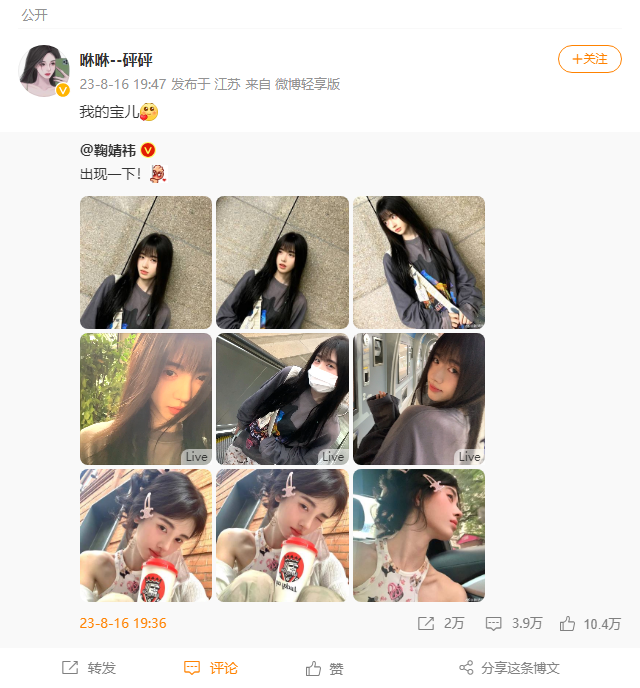 公开
咻咻--砰砰
+关注
23-8-16 19:47 发布于 江苏 来自 微博轻享版
我的宝儿
@鞠婧祎
出现一下!
Live
Live
Live
23-8-16 19:36
2万
3.9万
10.4万
转发
评论
赞
分享这条博文